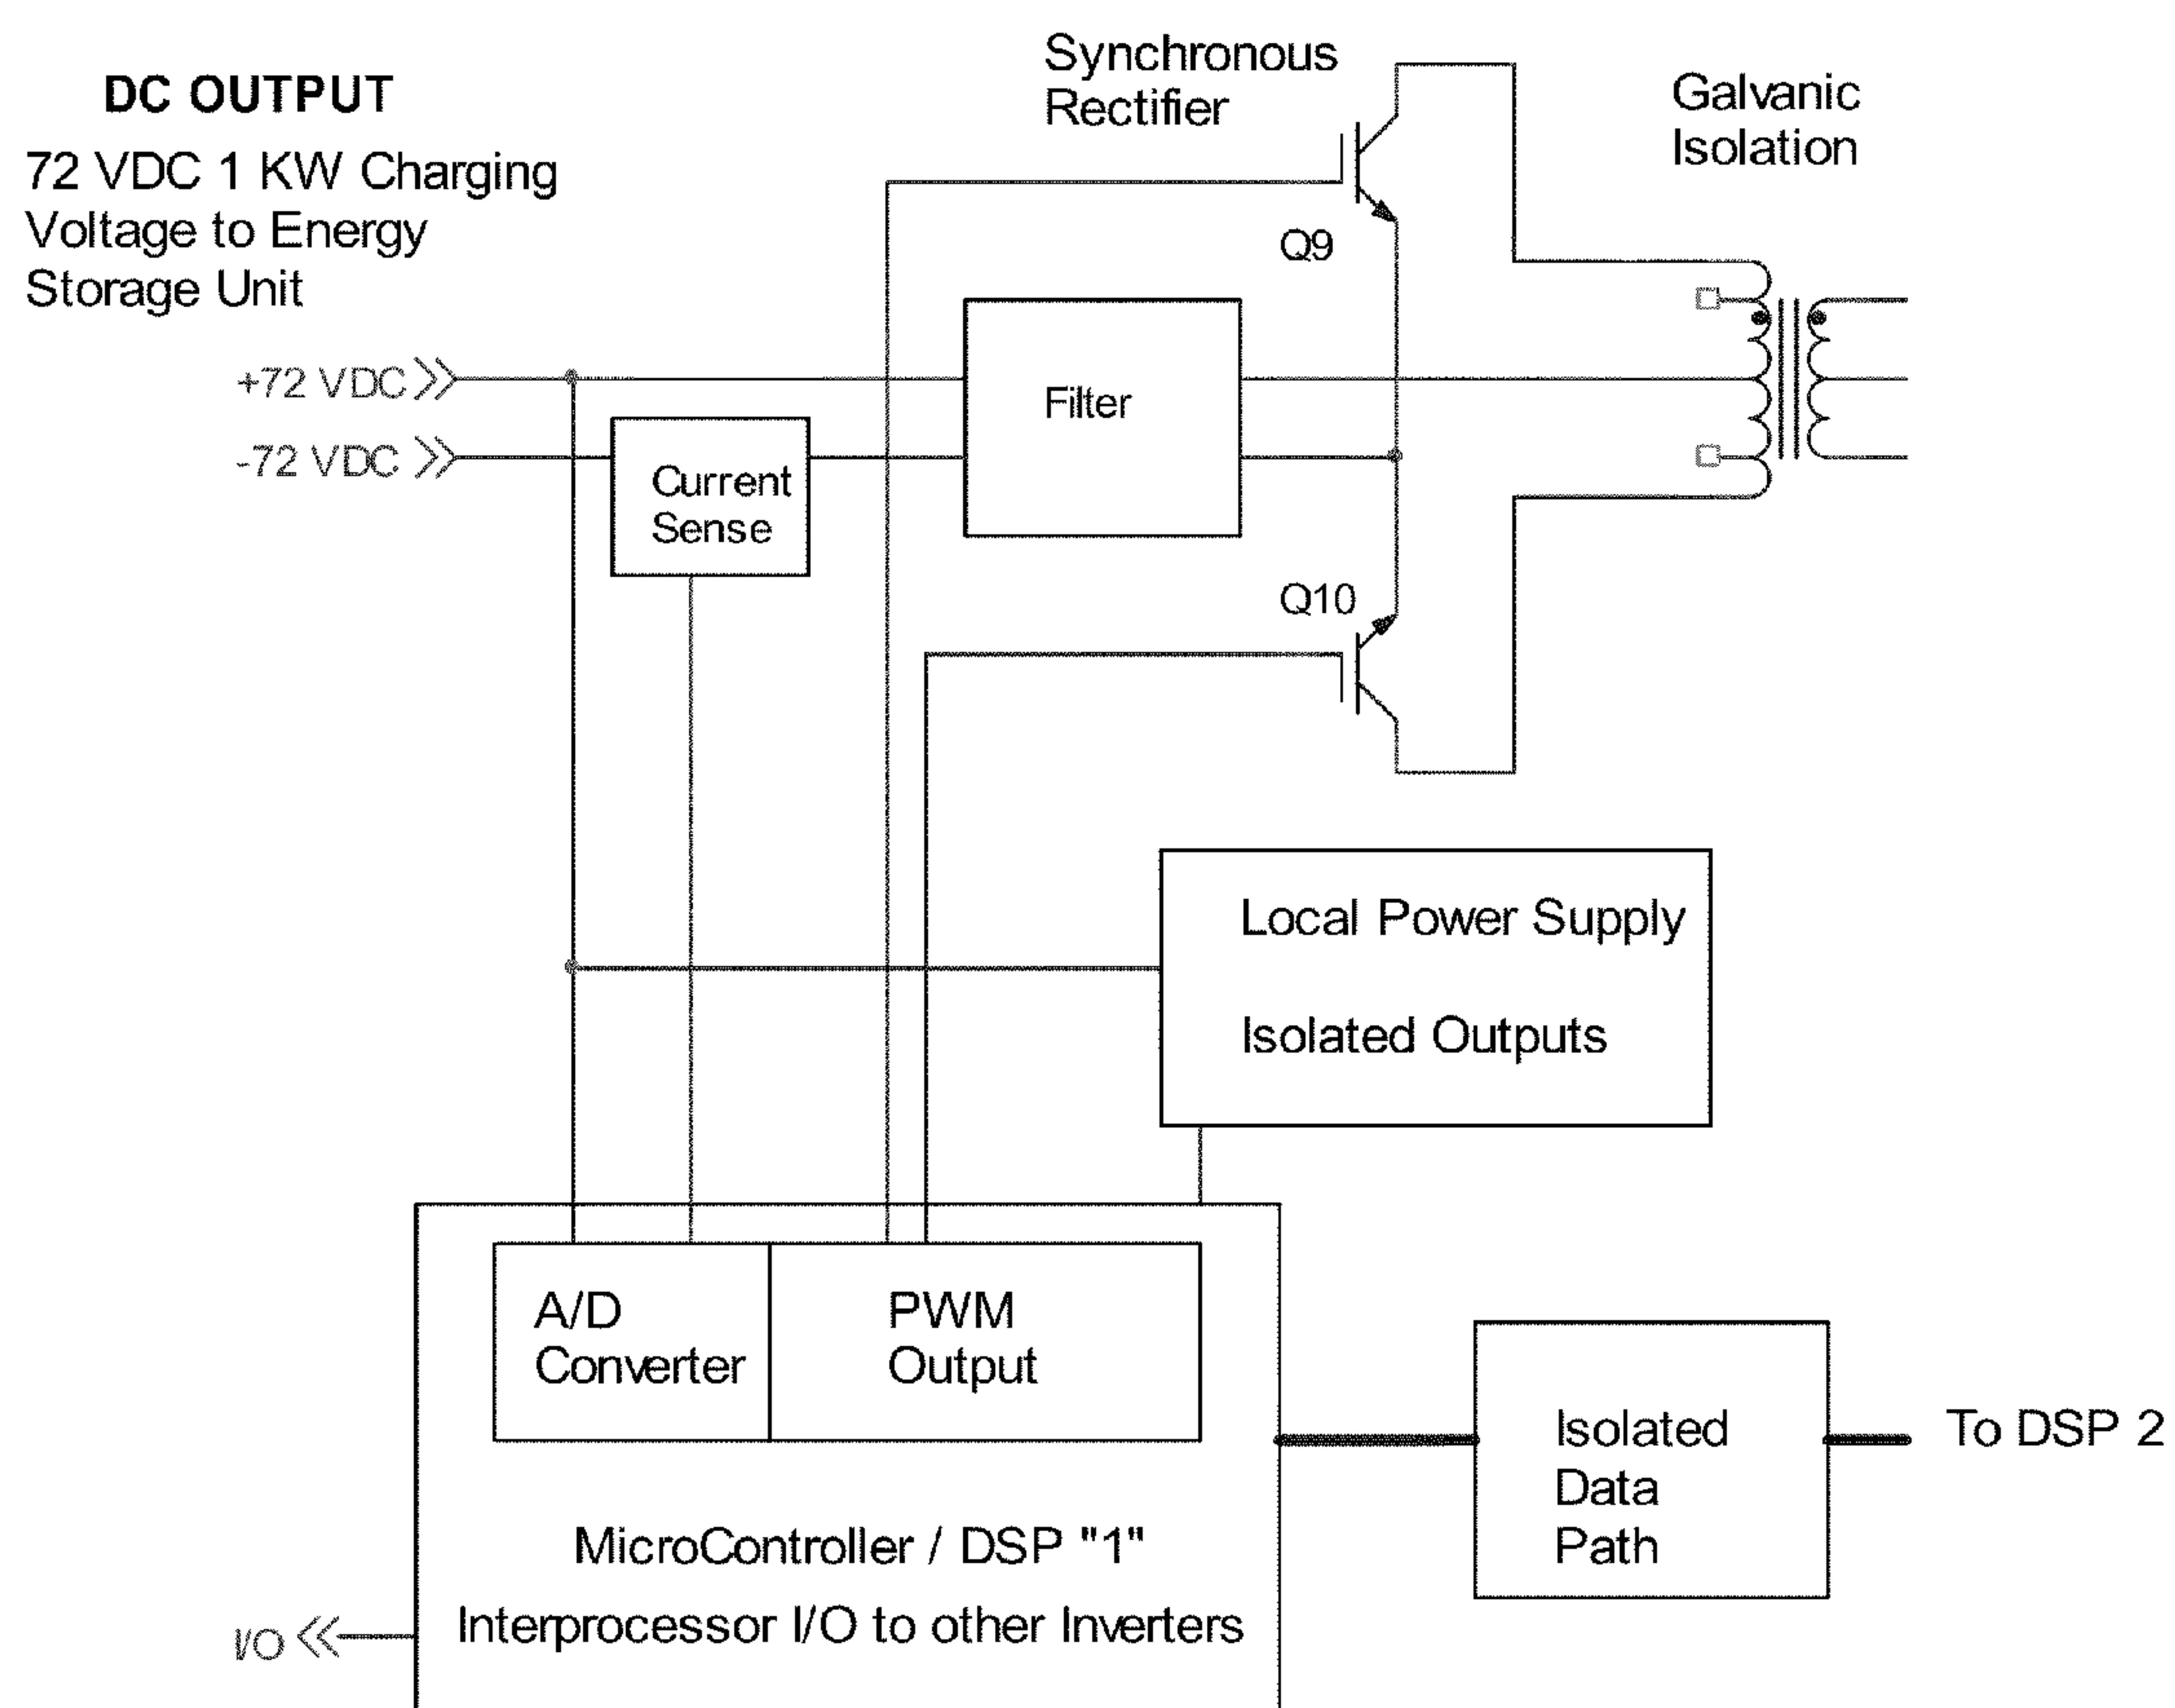 DC OUTPUT
72 VDC 1 KW Charging
Voltage to Energy
Storage Unit
Synchronous
Rectifier
Galvanic
Isolation
Q9
+72 VDC
-72 VDC
Filter
Current
Sense
Q10
Local Power Supply
Isolated Outputs
A/D
Converter
PWM
Output
Isolated
Data
Path
To DSP 2
MicroController / DSP "1"
Interprocessor I/O to other Inverters
I/O